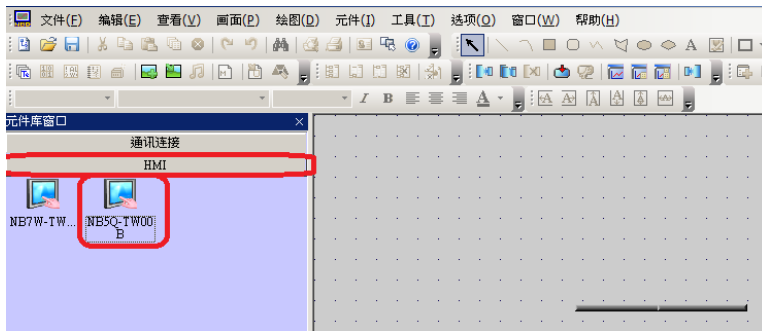 文件(F) 编辑(E) 查看(V) 画面(P) 绘图(D) 元件(I) 工具(T) 选项(O) 窗口(W) 帮助(H)
元件库窗口
通讯连接
HMI
NB7W-TW... NB5Q-TW00
B